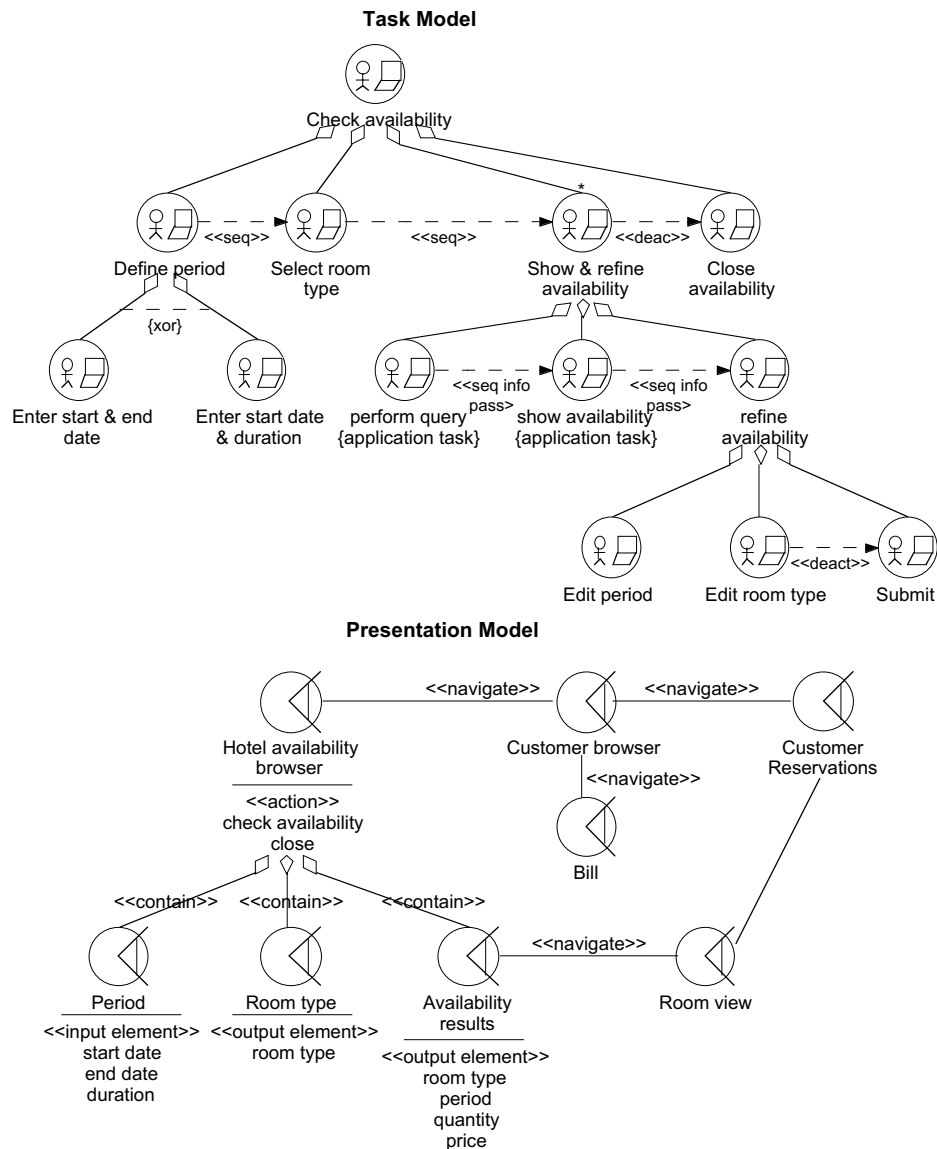 Task Model
Check availability
*
<<seq>>
<<seq>>
<<deac>>
Define period
Select room
type
Show & refine
availability
Close
availability
{xor}
<<seq info
pass>
<<seq info
pass>
Enter start & end
date
Enter start date
& duration
perform query
{application task}
show availability
{application task}
refine
availability
<<deact>>
Edit period
Edit room type
Submit
Presentation Model
<<navigate>>
<<navigate>>
Hotel availability
browser
Customer browser
Customer
Reservations
<<action>>
check availability
close
<<navigate>>
Bill
<<contain>>
<<contain>>
<<contain>>
<<navigate>>
Period
Room type
Availability
results
Room view
<<input element>>
start date
end date
duration
<<output element>>
room type
<<output element>>
room type
period
quantity
price